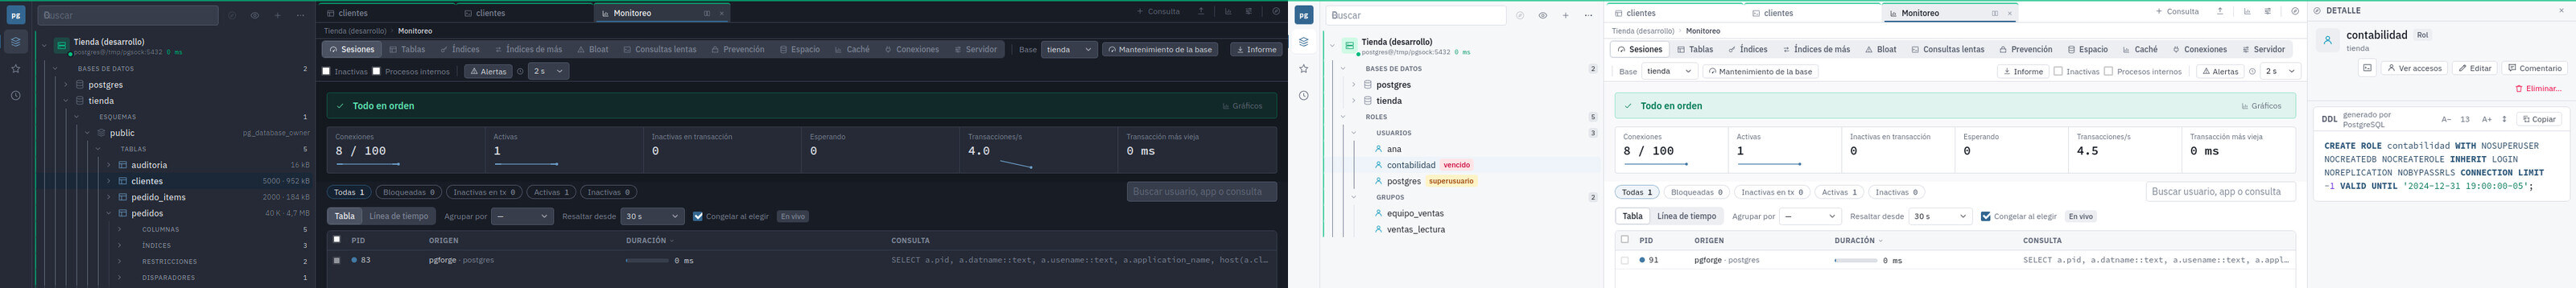 pg
Buscar
Tienda (desarrollo)
postgres@/tmp/pgsock:5432 0 ms
BASES DE DATOS 2
postgres
tienda
ESQUEMAS 1
public pg_database_owner
TABLAS 5
auditoria 16 kB
clientes 5000 · 952 kB
pedido_items 2000 · 184 kB
pedidos 40 K · 4,7 MB
COLUMNAS 5
ÍNDICES 3
RESTRICCIONES 2
DISPARADORES 1
clientes
clientes
Monitoreo ×
+ Consulta
Tienda (desarrollo) › Monitoreo
Sesiones Tablas Índices Índices de más Bloat Consultas lentas Prevención Espacio Caché Conexiones Servidor Base tienda Mantenimiento de la base Informe
Inactivas Procesos internos Alertas 2 s
Todo en orden Gráficos
Conexiones Activas Inactivas en transacción Esperando Transacciones/s Transacción más vieja
8 / 100 1 0 0 4.0 0 ms
Todas 1 Bloqueadas 0 Inactivas en tx 0 Activas 1 Inactivas 0 Buscar usuario, app o consulta
Tabla Línea de tiempo Agrupar por — Resaltar desde 30 s Congelar al elegir En vivo
PID ORIGEN DURACIÓN CONSULTA
83 pgforge · postgres 0 ms SELECT a.pid, a.datname::text, a.usename::text, a.application_name, host(a.cl…
pg
Buscar
Tienda (desarrollo)
postgres@/tmp/pgsock:5432 0 ms
BASES DE DATOS 2
postgres
tienda
ROLES 5
USUARIOS 3
ana
contabilidad vencido
postgres superusuario
GRUPOS 2
equipo_ventas
ventas_lectura
clientes
clientes
Monitoreo ×
+ Consulta
Tienda (desarrollo) › Monitoreo
Sesiones Tablas Índices Índices de más Bloat Consultas lentas Prevención Espacio Caché Conexiones Servidor
Base tienda Mantenimiento de la base Informe Inactivas Procesos internos Alertas 2 s
Todo en orden Gráficos
Conexiones Activas Inactivas en transacción Esperando Transacciones/s Transacción más vieja
8 / 100 1 0 0 4.5 0 ms
Todas 1 Bloqueadas 0 Inactivas en tx 0 Activas 1 Inactivas 0 Buscar usuario, app o consulta
Tabla Línea de tiempo Agrupar por — Resaltar desde 30 s Congelar al elegir En vivo
PID ORIGEN DURACIÓN CONSULTA
91 pgforge · postgres 0 ms SELECT a.pid, a.datname::text, a.usename::text, a.appl…
DETALLE ×
contabilidad Rol
tienda
Ver accesos Editar Comentario
Eliminar...
DDL generado por PostgreSQL A− 13 A+ Copiar
CREATE ROLE contabilidad WITH NOSUPERUSER
NOCREATEDB NOCREATEROLE INHERIT LOGIN
NOREPLICATION NOBYPASSRLS CONNECTION LIMIT
-1 VALID UNTIL '2024-12-31 19:00:00-05';